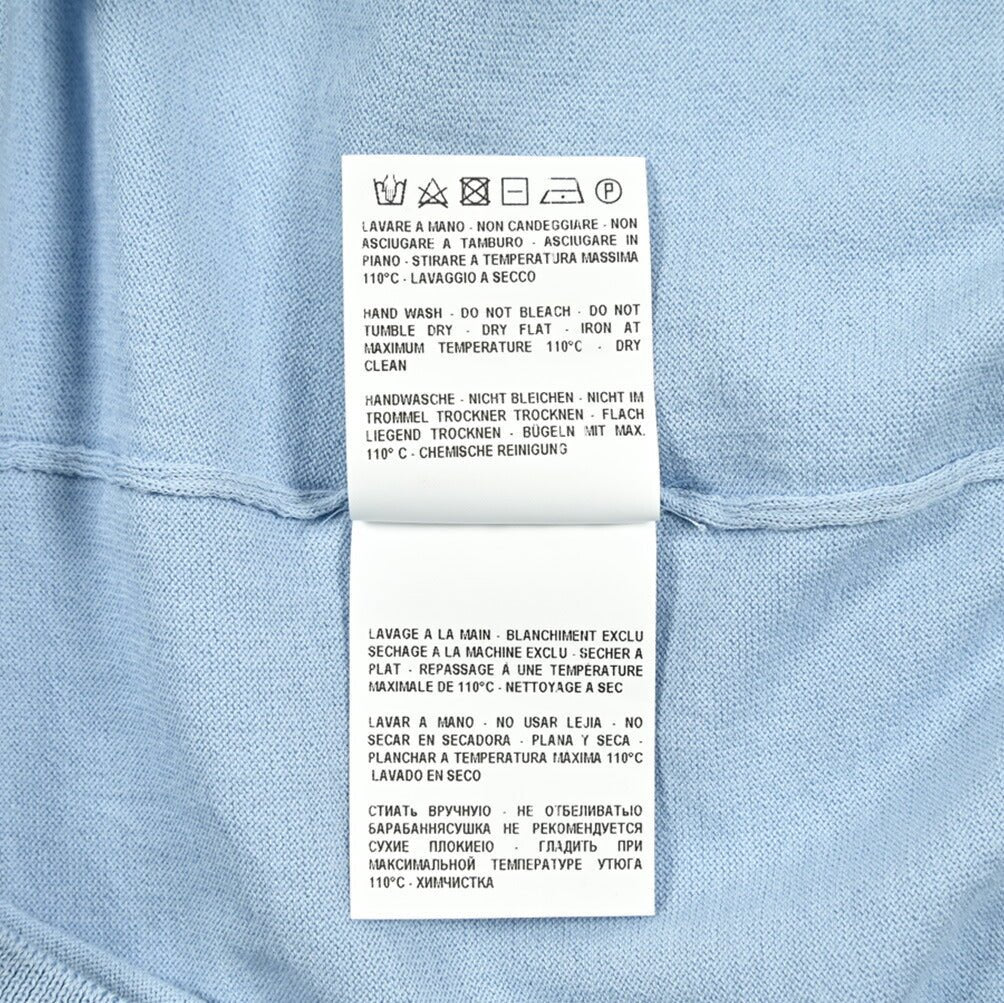 P
LAVARE A MANO - NON CANDEGGIARE - NON
ASCIUGARE A TAMBURO - ASCIUGARE IN
PIANO - STIRARE A TEMPERATURA MASSIMA
110°C - LAVAGGIO A SECCO
HAND WASH - DO NOT BLEACH - DO NOT
TUMBLE DRY - DRY FLAT - IRON AT
MAXIMUM TEMPERATURE 110°C - DRY
CLEAN
HANDWASCHE - NICHT BLEICHEN - NICHT IM
TROMMEL TROCKNER TROCKNEN - FLACH
LIEGEND TROCKNEN - BÜGELN MIT MAX.
110° C - CHEMISCHE REINIGUNG
LAVAGE A LA MAIN - BLANCHIMENT EXCLU
SECHAGE A LA MACHINE EXCLU - SECHER A
PLAT - REPASSAGE À UNE TEMPÉRATURE
MAXIMALE DE 110°C - NETTOYAGE A SEC
LAVAR A MANO - NO USAR LEJIA - NO
SECAR EN SECADORA - PLANA Y SECA -
PLANCHAR A TEMPERATURA MAXIMA 110°C
LAVADO EN SECO
СТИАТЬ ВРУЧНУЮ - НЕ ОТБЕЛИВАТЬЮ
БАРАБАННЯСУШКА НЕ РЕКОМЕНДУЕТСЯ
СУХИЕ ПЛОКИЕЮ - ГЛАДИТЬ ПРИ
МАКСИМАЛЬНОЙ ТЕМПЕРАТУРЕ УТЮГА
110°C - ХИМЧИСТКА